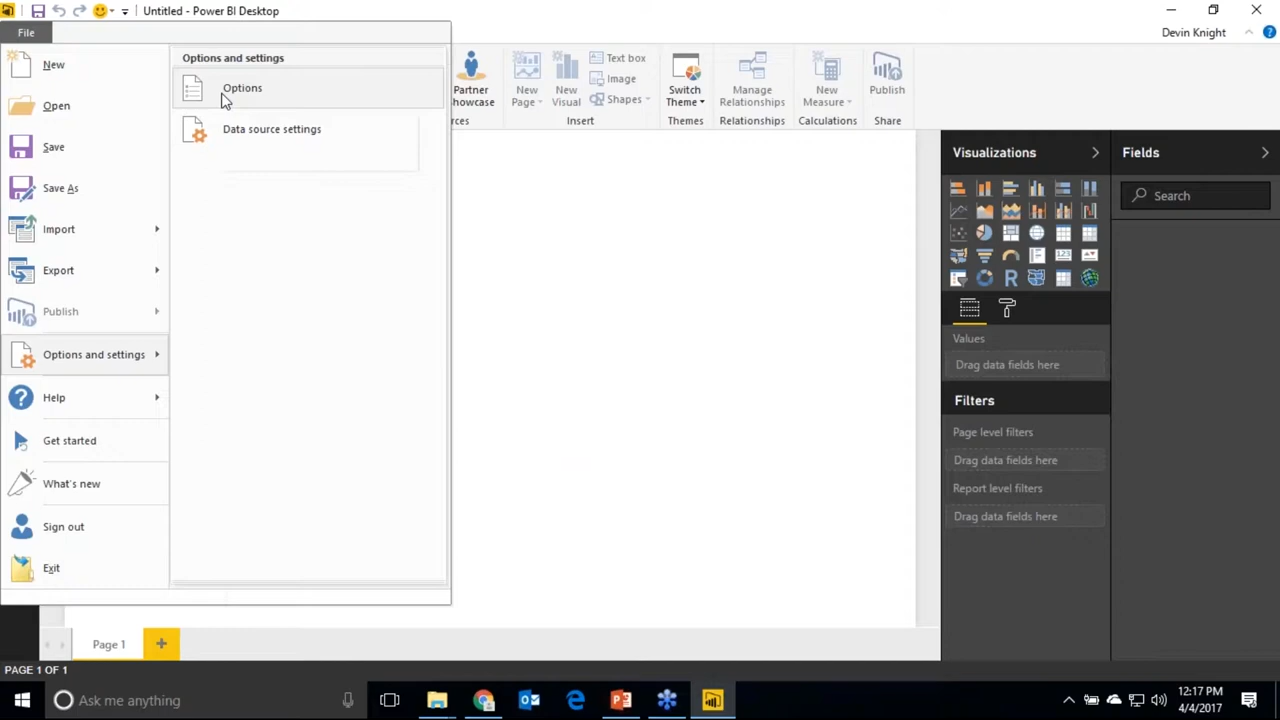 Untitled - Power BI Desktop
File
Devin Knight
New
Open
Save
Save As
Import
Export
Publish
Options and settings
Help
Get started
What's new
Sign out
Exit
Options and settings
Options
Data source settings
Partner
Showcase
rces
New
Page
New
Visual
Text box
Image
Shapes
Insert
Switch
Theme
Themes
Manage
Relationships
Relationships
New
Measure
Calculations
Publish
Share
Visualizations
R
123
Values
Drag data fields here
Filters
Page level filters
Drag data fields here
Report level filters
Drag data fields here
Fields
Search
Page 1
PAGE 1 OF 1
Ask me anything
12:17 PM
4/4/2017